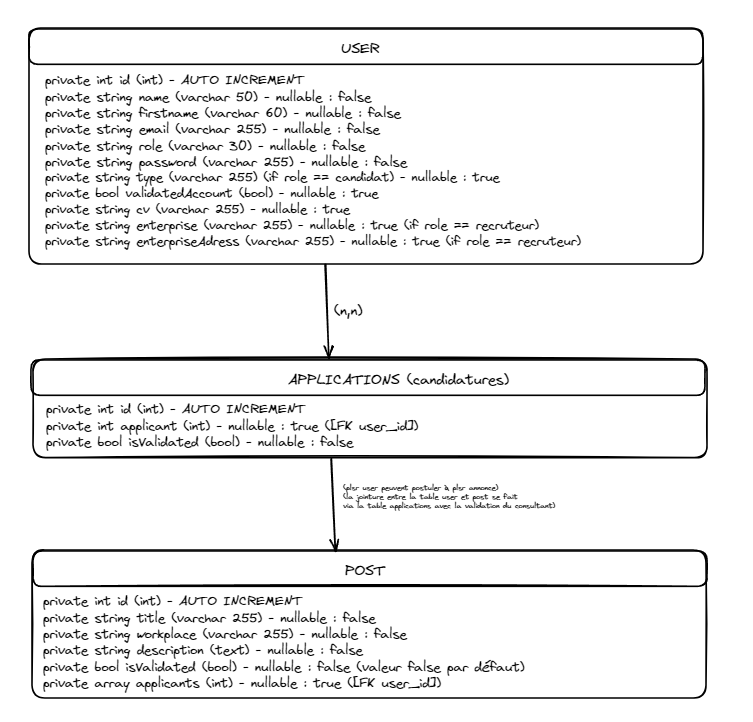 USER
private int id (int) - AUTO INCREMENT
private string name (varchar 50) - nullable : false
private string firstname (varchar 60) - nullable : false
private string email (varchar 255) - nullable : false
private string role (varchar 30) - nullable : false
private string password (varchar 255) - nullable : false
private string type (varchar 255) (if role == candidat) - nullable : true
private bool validatedAccount (bool) - nullable : true
private string cv (varchar 255) - nullable : true
private string enterprise (varchar 255) - nullable : true (if role == recruteur)
private string enterpriseAdress (varchar 255) - nullable : true (if role == recruteur)
(n,n)
APPLICATIONS (candidatures)
private int id (int) - AUTO INCREMENT
private int applicant (int) - nullable : true ([FK user_id])
private bool isValidated (bool) - nullable : false
(plsr user peuvent postuler à plsr annonce)
(la jointure entre la table user et post se fait
via la table applications avec la validation du consultant)
POST
private int id (int) - AUTO INCREMENT
private string title (varchar 255) - nullable : false
private string workplace (varchar 255) - nullable : false
private string description (text) - nullable : false
private bool isValidated (bool) - nullable : false (valeur false par défaut)
private array applicants (int) - nullable : true ([FK user_id])